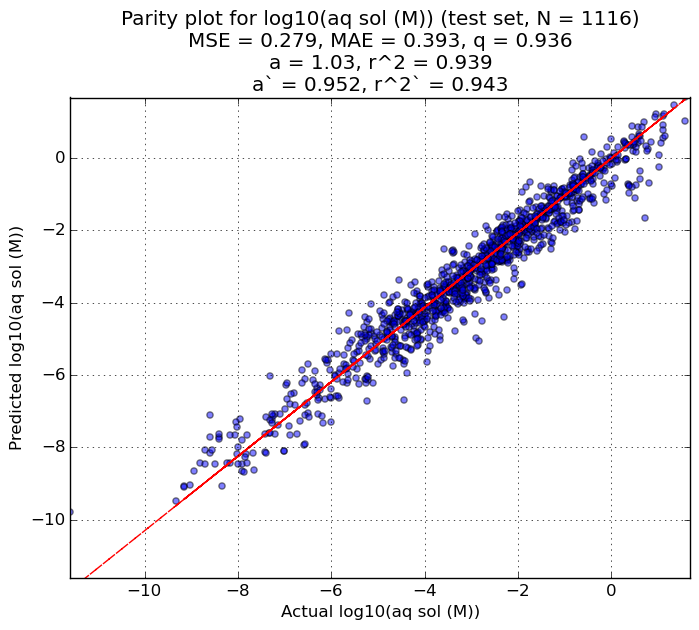 Parity plot for log10(aq sol (M)) (test set, N = 1116)
MSE = 0.279, MAE = 0.393, q = 0.936
a = 1.03, r^2 = 0.939
a` = 0.952, r^2` = 0.943
Predicted log10(aq sol (M))
0
−2
−4
−6
−8
−10
−10 −8 −6 −4 −2 0
Actual log10(aq sol (M))